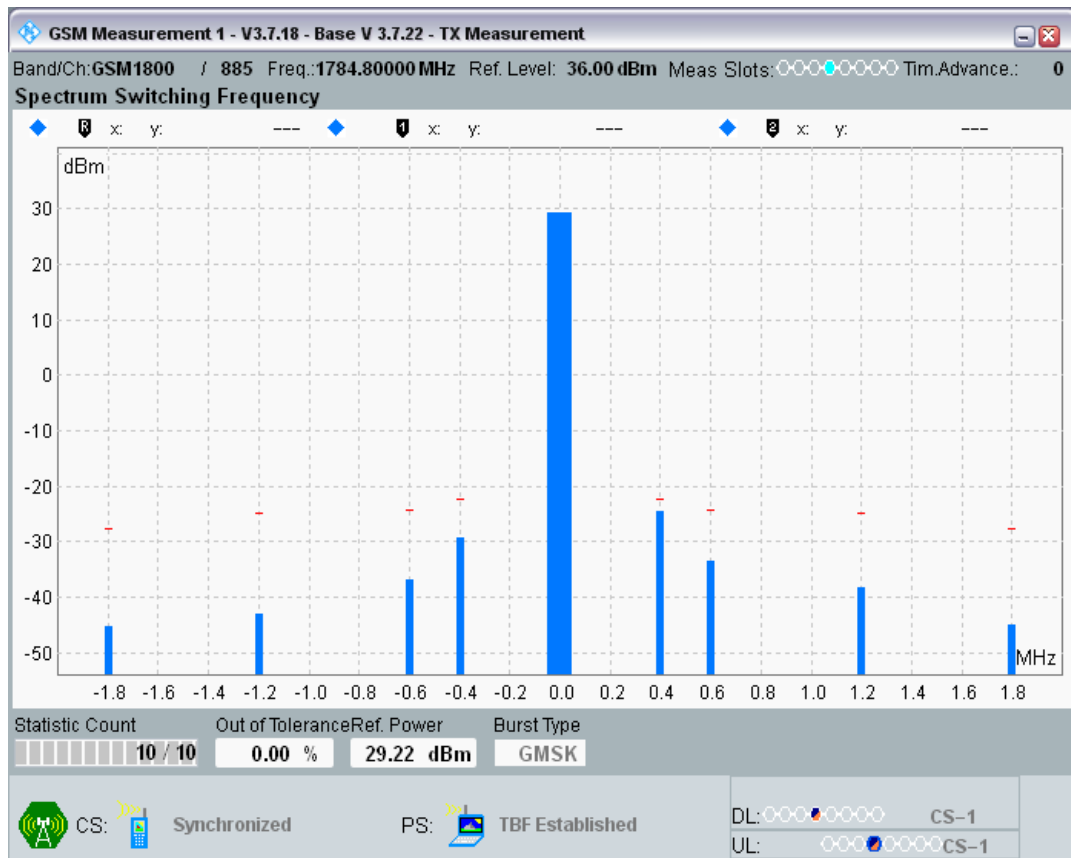 GSM Measurement 1 - V3.7.18 - Base V 3.7.22 - TX Measurement
Band/Ch:GSM1800 / 885 Freq.:1784.80000 MHz Ref. Level: 36.00 dBm Meas Slots: Tim.Advance.: 0
Spectrum Switching Frequency
R x: y: --- 1 x: y: --- 2 x: y: ---
dBm
30
20
10
0
-10
-20
-30
-40
-50
MHz
-1.8 -1.6 -1.4 -1.2 -1.0 -0.8 -0.6 -0.4 -0.2 0.0 0.2 0.4 0.6 0.8 1.0 1.2 1.4 1.6 1.8
Statistic Count Out of Tolerance Ref. Power Burst Type
10 / 10 0.00 % 29.22 dBm GMSK
CS: Synchronized PS: TBF Established
DL: CS-1
UL: CS-1